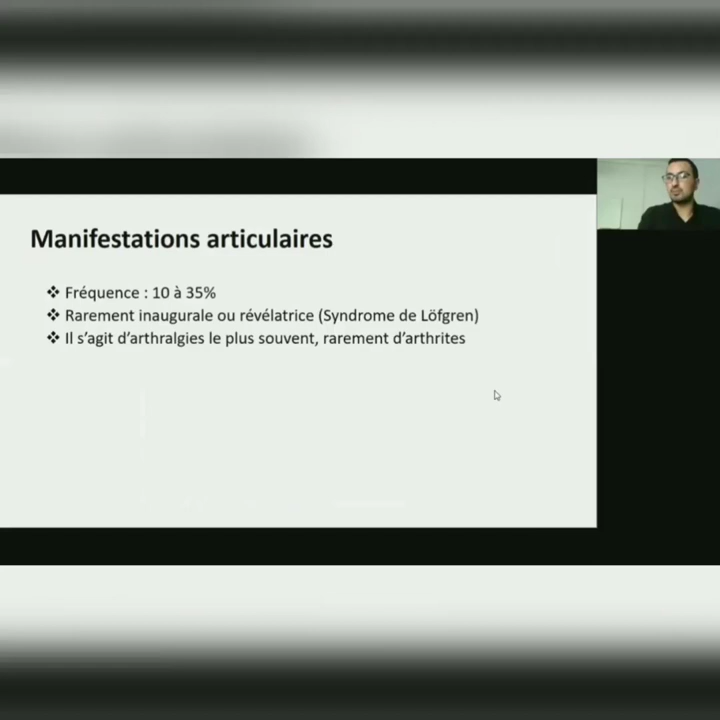 Manifestations articulaires
❖ Fréquence : 10 à 35%
❖ Rarement inaugurale ou révélatrice (Syndrome de Löfgren)
❖ Il s’agit d’arthralgies le plus souvent, rarement d’arthrites